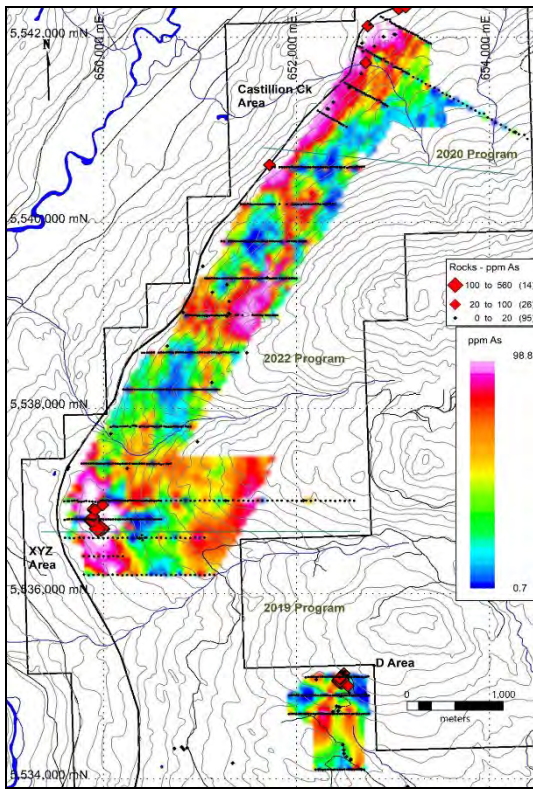 5,542,000 mN
650,000 mE
652,000 mE
654,000 mE
N
Castillion Ck
Area
2020 Program
5,540,000 mN
Rocks - ppm As
100 to 560 (14
20 to 100 (26
0 to 20 (95
ppm As
98.8
2022 Program
5,538,000 mN
XYZ
Area
0.7
5,536,000 mN
2019 Program
D Area
0 1,000
meters
5,534,000 mN